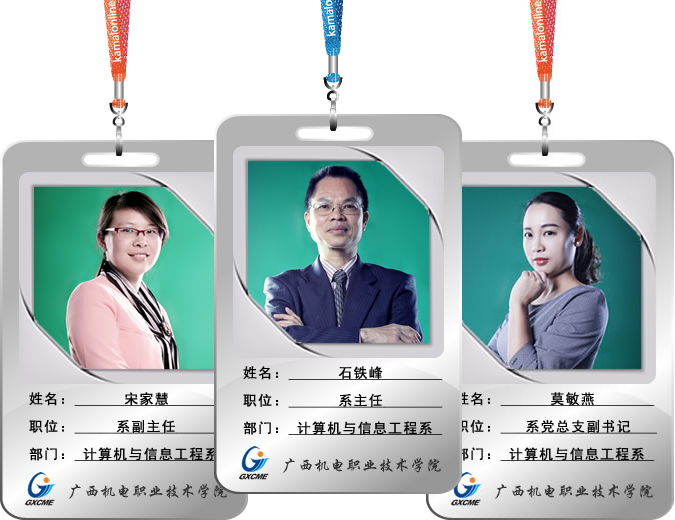 kamalonline
kamalonline
kamalonline
姓名：宋家慧
职位：系副主任
部门：计算机与信息工程系
GXCME 广西机电职业技术学院
姓名：石铁峰
职位：系主任
部门：计算机与信息工程系
GXCME 广西机电职业技术学院
姓名：莫敏燕
职位：系党总支副书记
部门：计算机与信息工程系
GXCME 广西机电职业技术学院